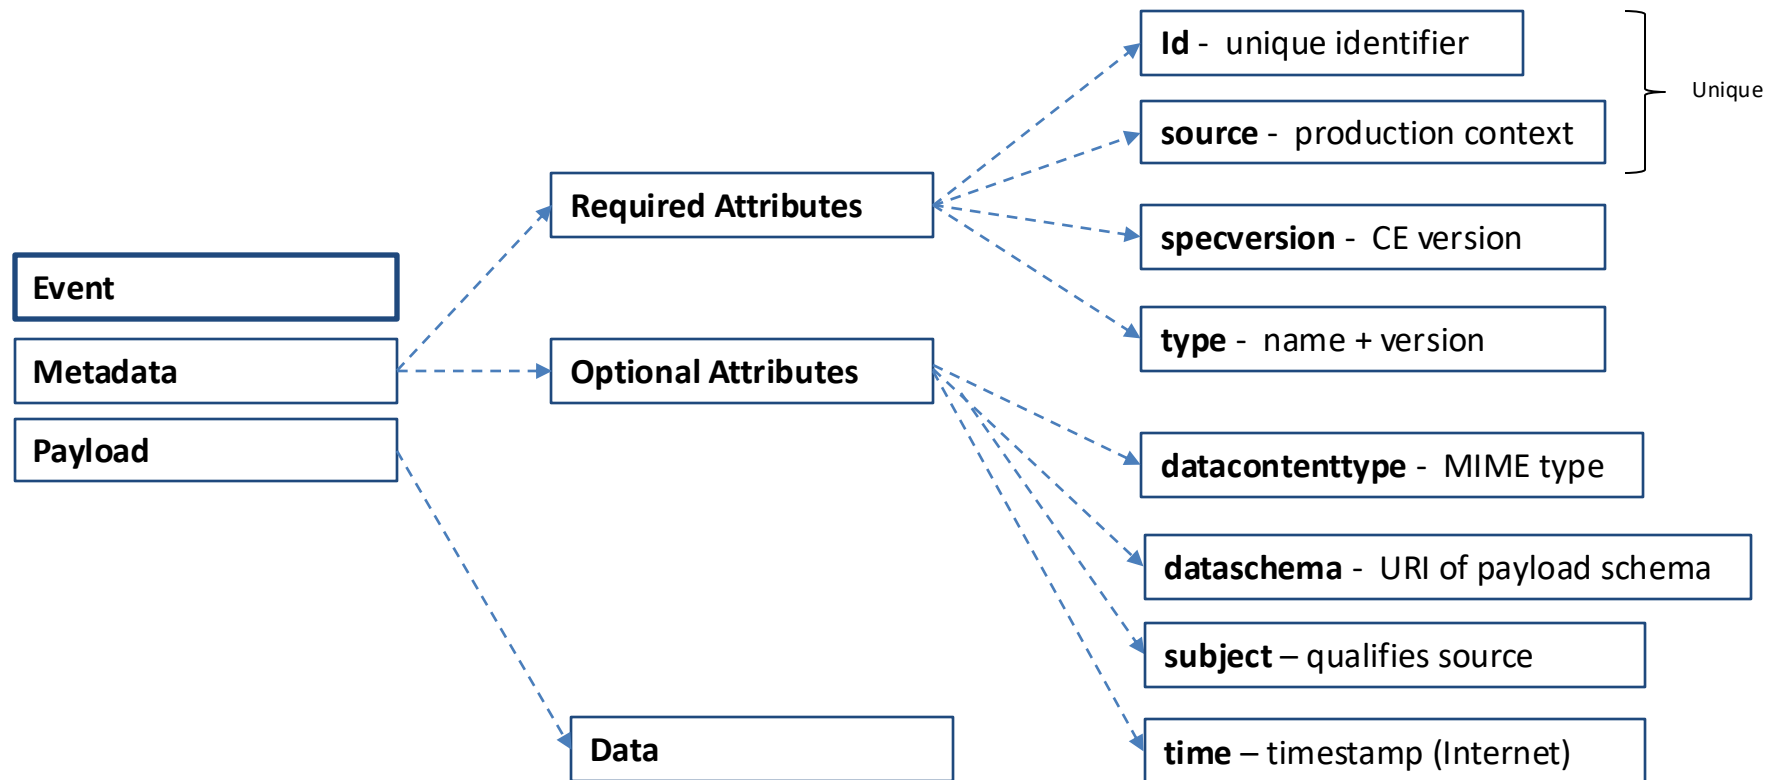 Id - unique identifier
Unique
source - production context
Required Attributes
specversion - CE version
Event
type - name + version
Metadata
Optional Attributes
Payload
datacontenttype - MIME type
dataschema - URI of payload schema
subject – qualifies source
Data
time – timestamp (Internet)